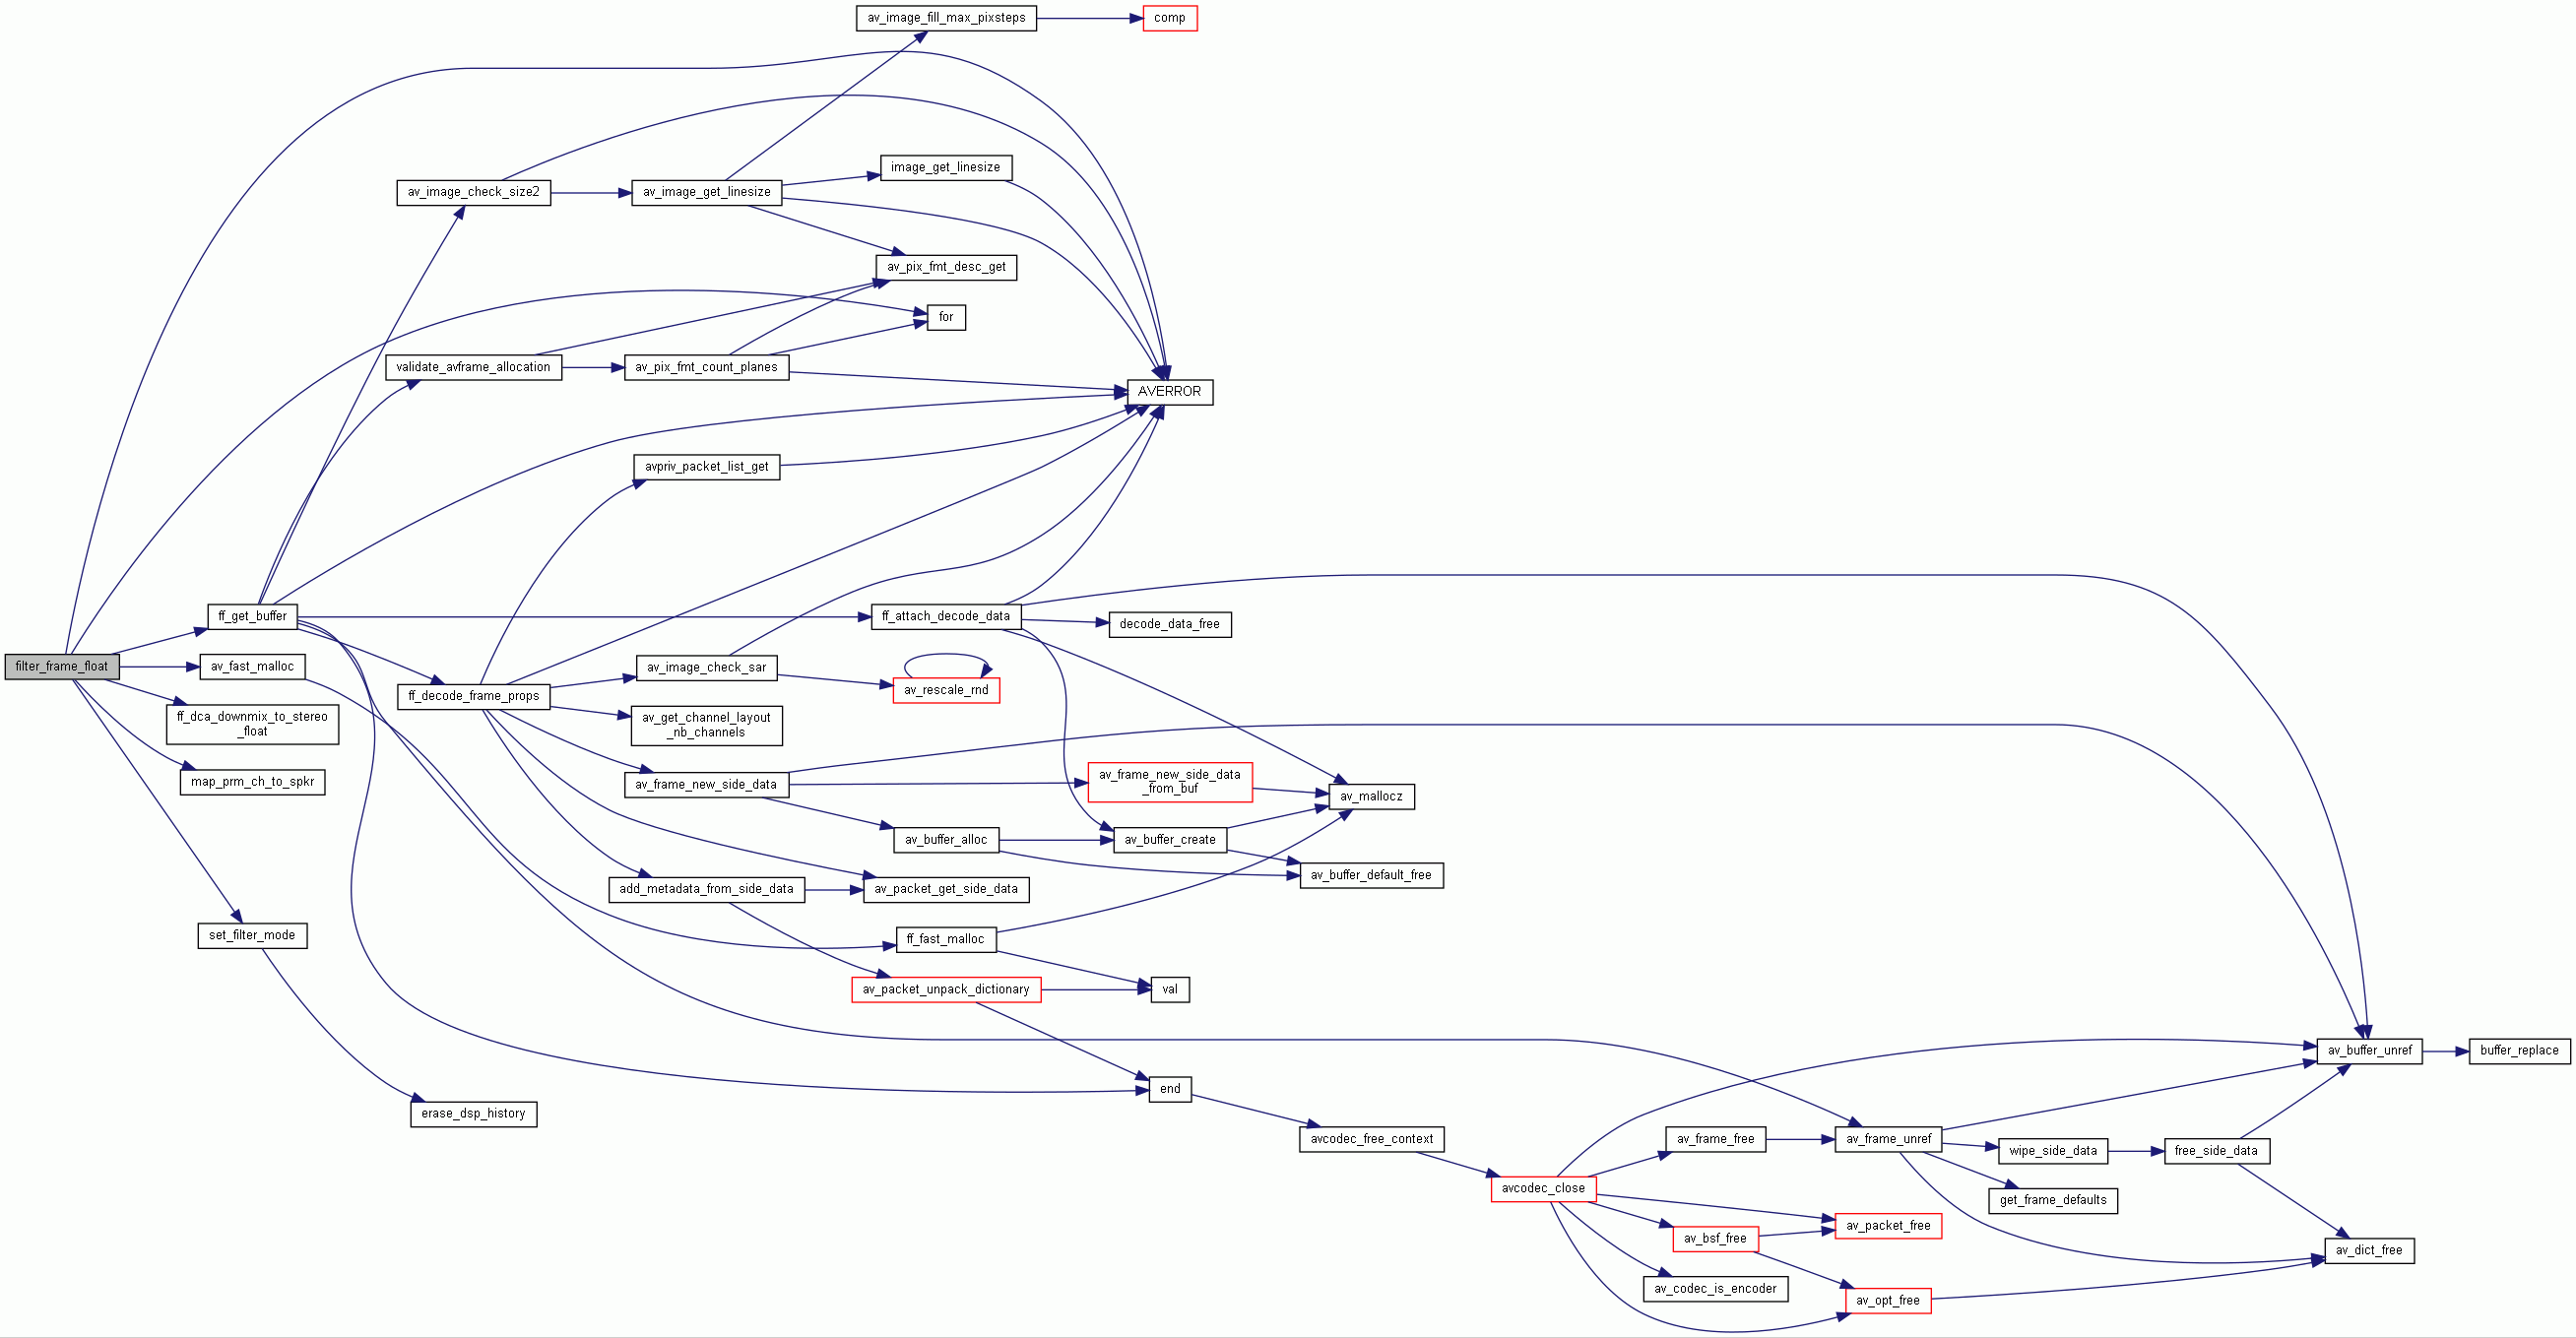 av_image_fill_max_pixsteps
comp
image_get_linesize
av_image_check_size2
av_image_get_linesize
av_pix_fmt_desc_get
for
validate_avframe_allocation
av_pix_fmt_count_planes
AVERROR
avpriv_packet_list_get
ff_get_buffer
ff_attach_decode_data
decode_data_free
filter_frame_float
av_fast_malloc
av_image_check_sar
ff_decode_frame_props
av_rescale_rnd
ff_dca_downmix_to_stereo
_float
av_get_channel_layout
_nb_channels
map_prm_ch_to_spkr
av_frame_new_side_data
av_frame_new_side_data
_from_buf
av_mallocz
av_buffer_alloc
av_buffer_create
av_buffer_default_free
add_metadata_from_side_data
av_packet_get_side_data
set_filter_mode
ff_fast_malloc
av_packet_unpack_dictionary
val
av_buffer_unref
buffer_replace
end
erase_dsp_history
avcodec_free_context
av_frame_free
av_frame_unref
wipe_side_data
free_side_data
avcodec_close
get_frame_defaults
av_packet_free
av_bsf_free
av_dict_free
av_codec_is_encoder
av_opt_free